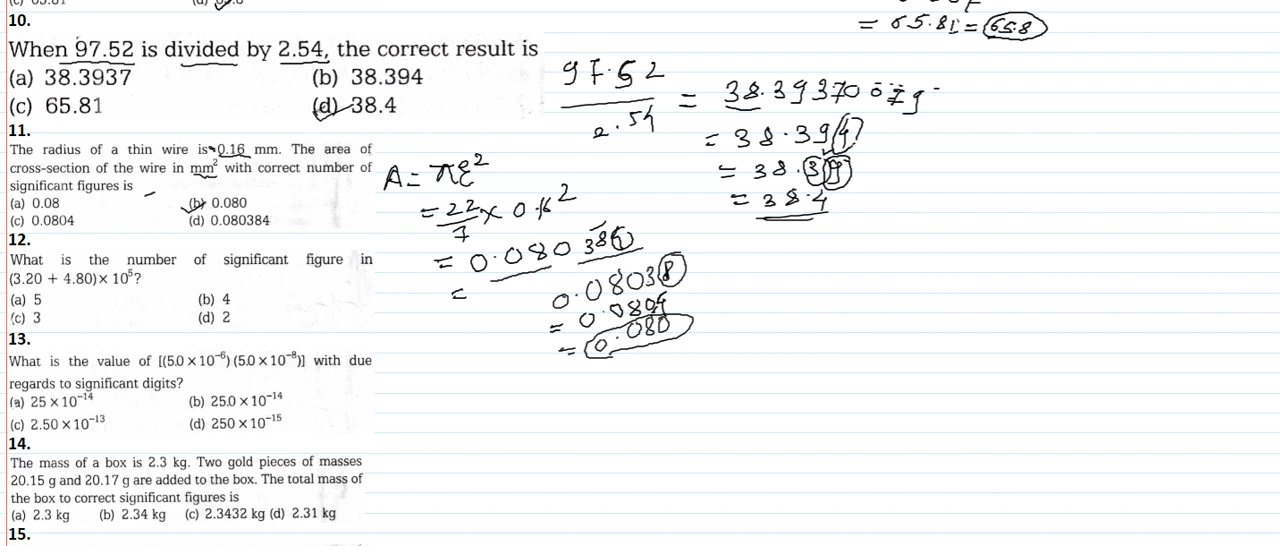 10.
When 97.52 is divided by 2.54, the correct result is
(a) 38.3937 (b) 38.394
(c) 65.81 (d) 38.4
11.
The radius of a thin wire is 0.16 mm. The area of
cross-section of the wire in mm² with correct number of
significant figures is
(a) 0.08 (b) 0.080
(c) 0.0804 (d) 0.080384
12.
What is the number of significant figure in
(3.20 + 4.80)× 10⁵?
(a) 5 (b) 4
(c) 3 (d) 2
13.
What is the value of [(5.0 × 10⁻⁶) (5.0 × 10⁻⁸)] with due
regards to significant digits?
(a) 25 × 10⁻¹⁴ (b) 25.0 × 10⁻¹⁴
(c) 2.50 × 10⁻¹³ (d) 250 × 10⁻¹⁵
14.
The mass of a box is 2.3 kg. Two gold pieces of masses
20.15 g and 20.17 g are added to the box. The total mass of
the box to correct significant figures is
(a) 2.3 kg (b) 2.34 kg (c) 2.3432 kg (d) 2.31 kg
15.
= 65.81 = 65.8
97.52
2.54
= 38.39370
= 38.394
= 38.39
= 38.4
A = πr²
= 22/7 × 0.16²
= 0.080384
=
0.08038
= 0.0804
= 0.080